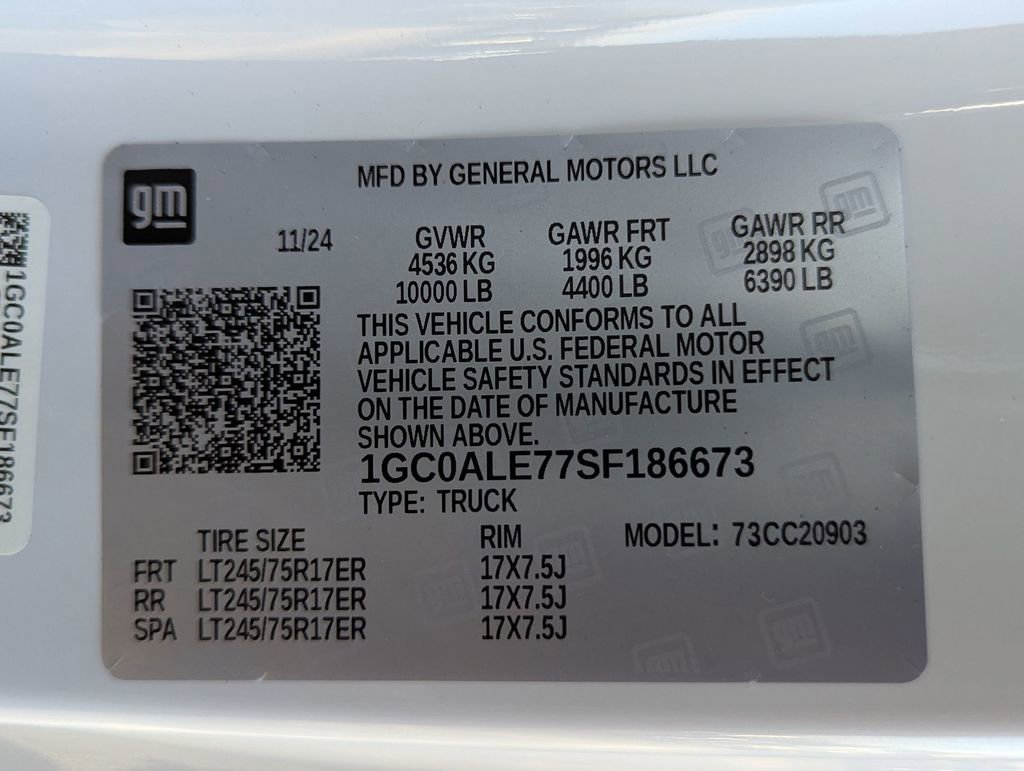 gm
MFD BY GENERAL MOTORS LLC
11/24
GVWR GAWR FRT GAWR RR
4536 KG 1996 KG 2898 KG
10000 LB 4400 LB 6390 LB
THIS VEHICLE CONFORMS TO ALL
APPLICABLE U.S. FEDERAL MOTOR
VEHICLE SAFETY STANDARDS IN EFFECT
ON THE DATE OF MANUFACTURE
SHOWN ABOVE.
1GC0ALE77SF186673
TYPE: TRUCK
TIRE SIZE RIM MODEL: 73CC20903
FRT LT245/75R17ER 17X7.5J
RR LT245/75R17ER 17X7.5J
SPA LT245/75R17ER 17X7.5J
1GC0ALE77SF186673